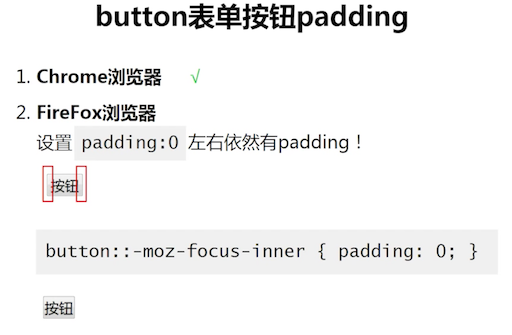 button表单按钮padding
1. Chrome浏览器 √
2. FireFox浏览器
设置 padding:0 左右依然有padding！
按钮
button::-moz-focus-inner { padding: 0; }
按钮